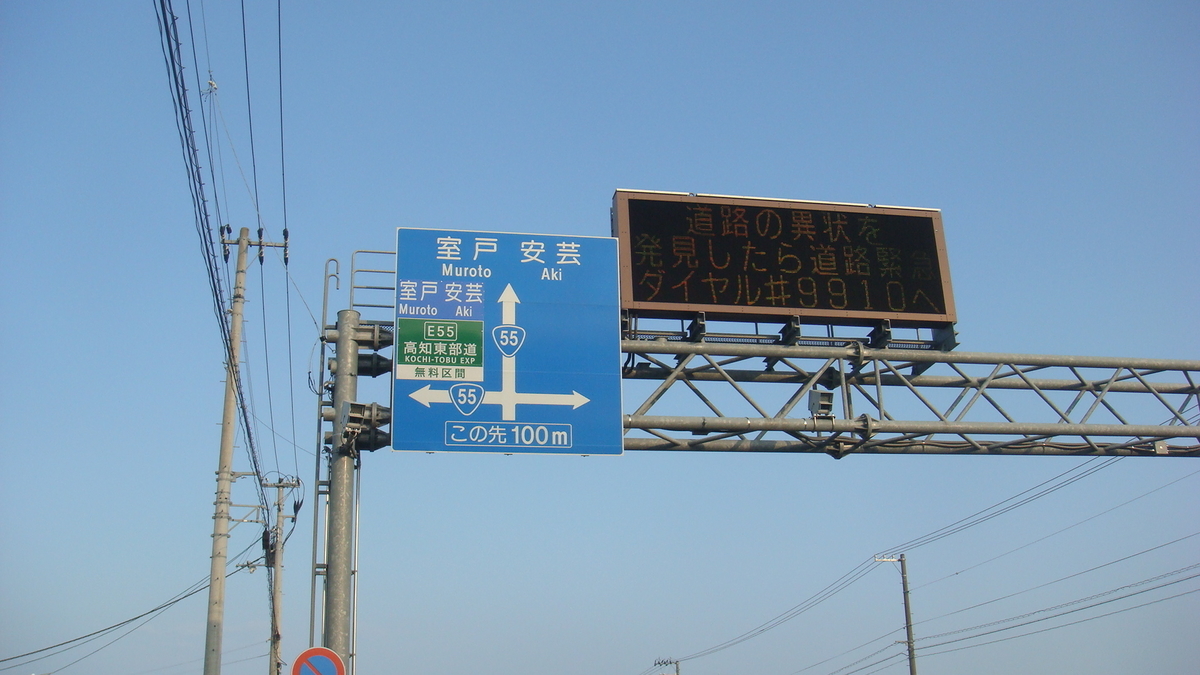 室戸 安芸
Muroto Aki
室戸 安芸
Muroto Aki
E55
高知東部道
KOCHI-TOBU EXP
無料区間
55
55
この先100m
道路の異状を
発見したら道路緊急
ダイヤル#9910へ